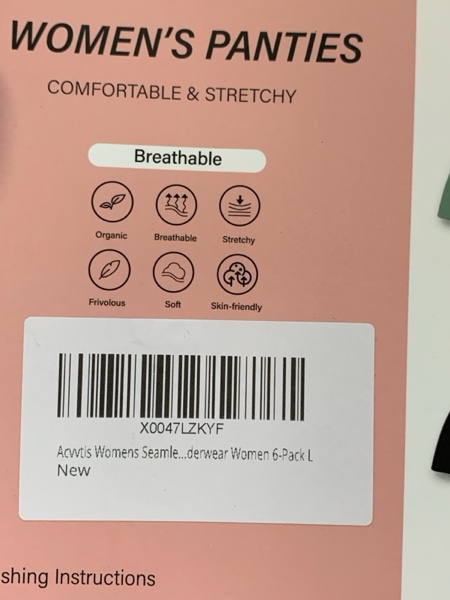 WOMEN'S PANTIES
COMFORTABLE & STRETCHY
Breathable
Organic Breathable Stretchy
Frivolous Soft Skin-friendly
X0047LZKYF
Acvvtis Womens Seamle...derwear Women 6-Pack L
New
shing Instructions